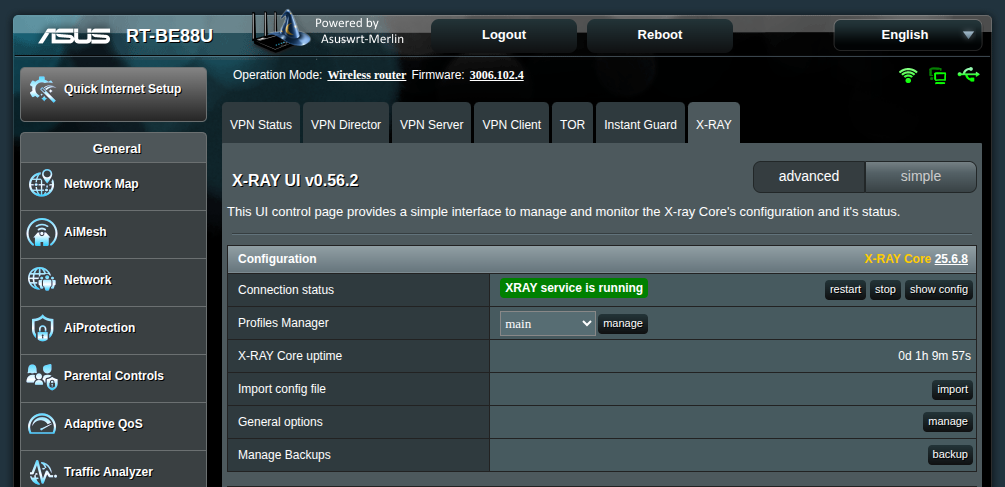 ASUS RT-BE88U
Powered by
Asuswrt-Merlin
Logout
Reboot
English
Quick Internet Setup
General
Network Map
AiMesh
Network
AiProtection
Parental Controls
Adaptive QoS
Traffic Analyzer
Operation Mode: Wireless router Firmware: 3006.102.4
VPN Status VPN Director VPN Server VPN Client TOR Instant Guard X-RAY
X-RAY UI v0.56.2
advanced simple
This UI control page provides a simple interface to manage and monitor the X-ray Core's configuration and it's status.
Configuration X-RAY Core 25.6.8
Connection status XRAY service is running restart stop show config
Profiles Manager main manage
X-RAY Core uptime 0d 1h 9m 57s
Import config file import
General options manage
Manage Backups backup